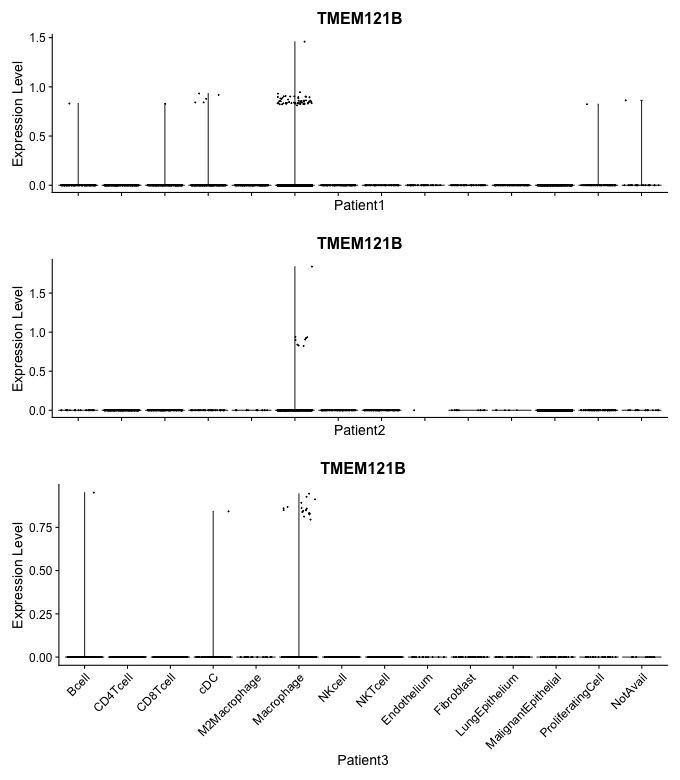 TMEM121B
Expression Level
1.5
1.0
0.5
0.0
Patient1
TMEM121B
Expression Level
1.5
1.0
0.5
0.0
Patient2
TMEM121B
Expression Level
0.75
0.50
0.25
0.00
Bcell
CD4Tcell
CD8Tcell
cDC
M2Macrophage
Macrophage
NKcell
NKTcell
Endothelium
Fibroblast
LungEpithelium
MalignantEpithelial
ProliferatingCell
NotAvail
Patient3